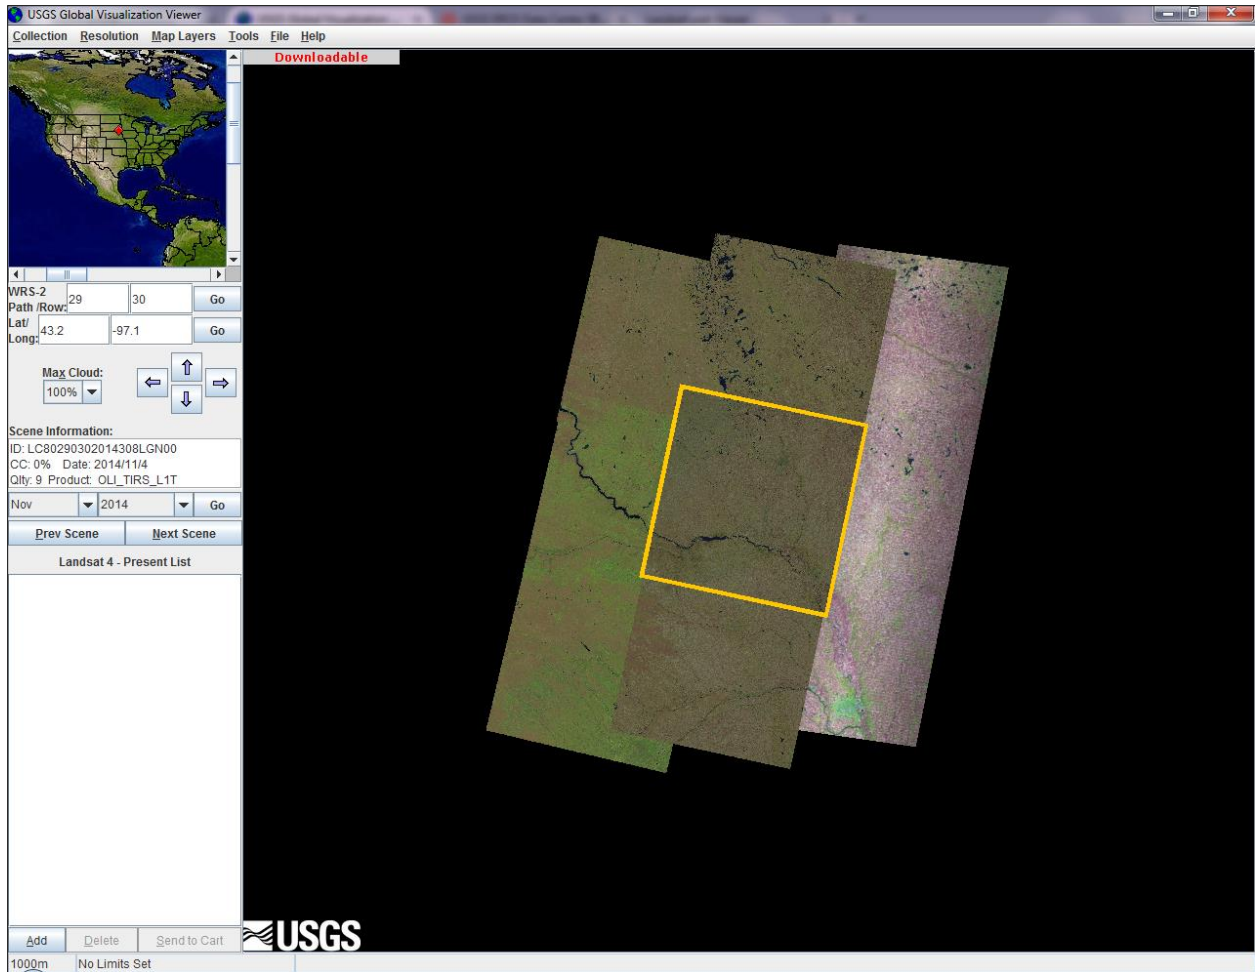 USGS Global Visualization Viewer
Collection Resolution Map Layers Tools File Help
Downloadable
WRS-2
Path /Row: 29 30 Go
Lat/
Long: 43.2 -97.1 Go
Max Cloud:
100%
Scene Information:
ID: LC80290302014308LGN00
CC: 0% Date: 2014/11/4
Qlty: 9 Product: OLI_TIRS_L1T
Nov 2014 Go
Prev Scene Next Scene
Landsat 4 - Present List
Add Delete Send to Cart
USGS
1000m No Limits Set